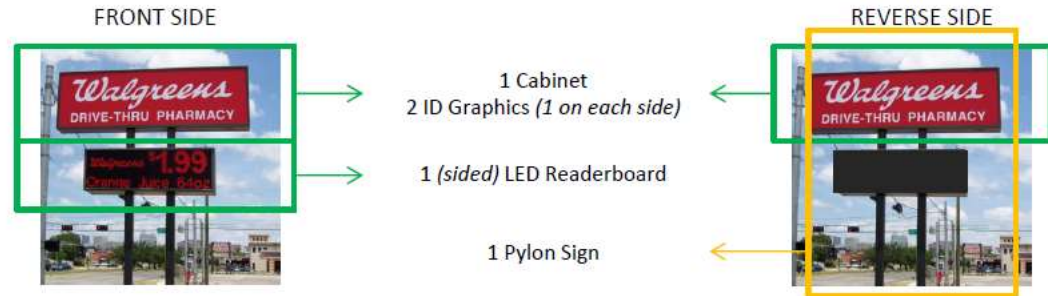 FRONT SIDE
REVERSE SIDE
Walgreens
DRIVE-THRU PHARMACY
Walgreens $1.99
Orange Juice 64oz
1 Cabinet
2 ID Graphics (1 on each side)
1 (sided) LED Readerboard
1 Pylon Sign
Walgreens
DRIVE-THRU PHARMACY